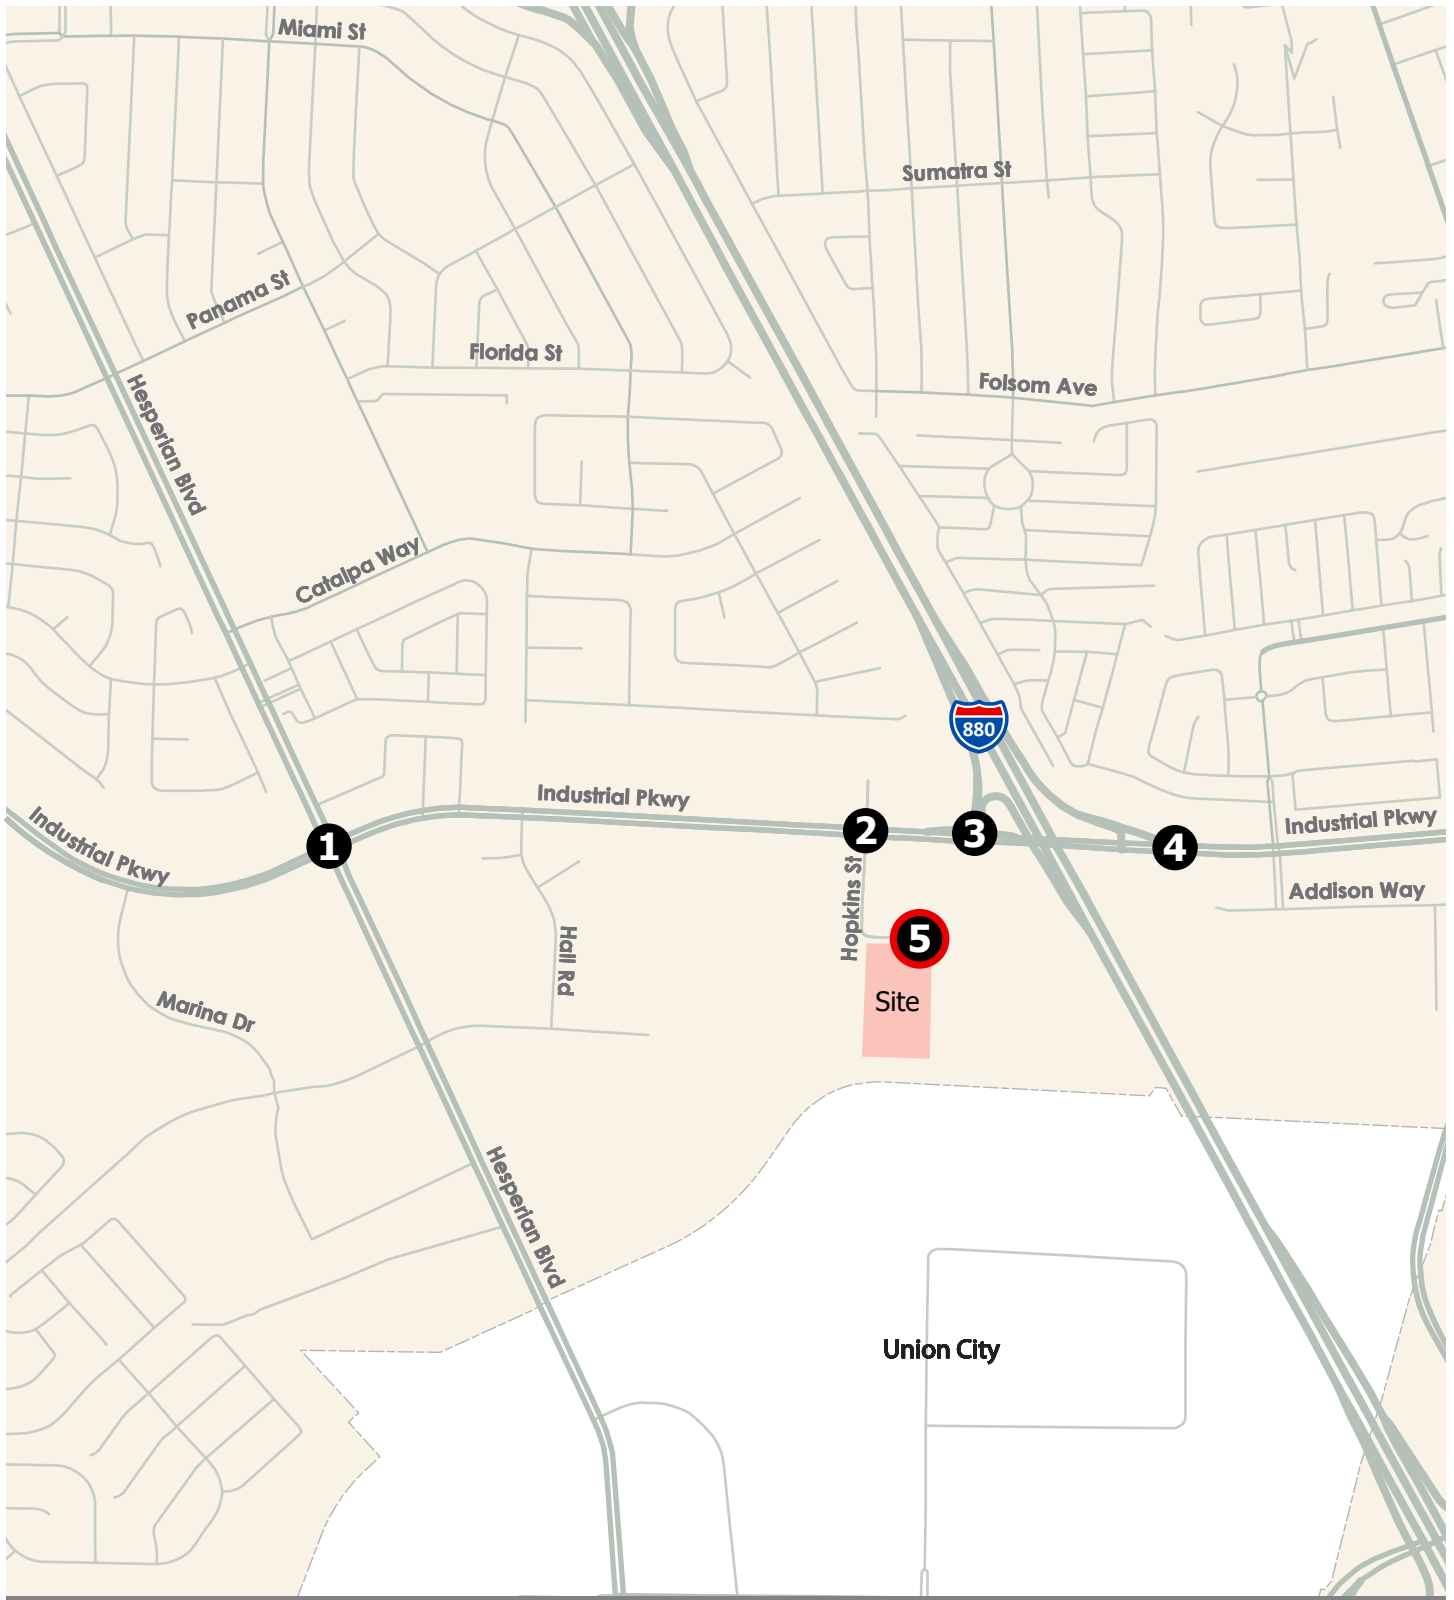 Miami St
Sumatra St
Panama St
Florida St
Folsom Ave
Hesperian Blvd
Catalpa Way
880
Industrial Pkwy
Industrial Pkwy
Industrial Pkwy
1
2
3
4
Hopkins St
Addison Way
5
Hall Rd
Site
Marina Dr
Hesperian Blvd
Union City